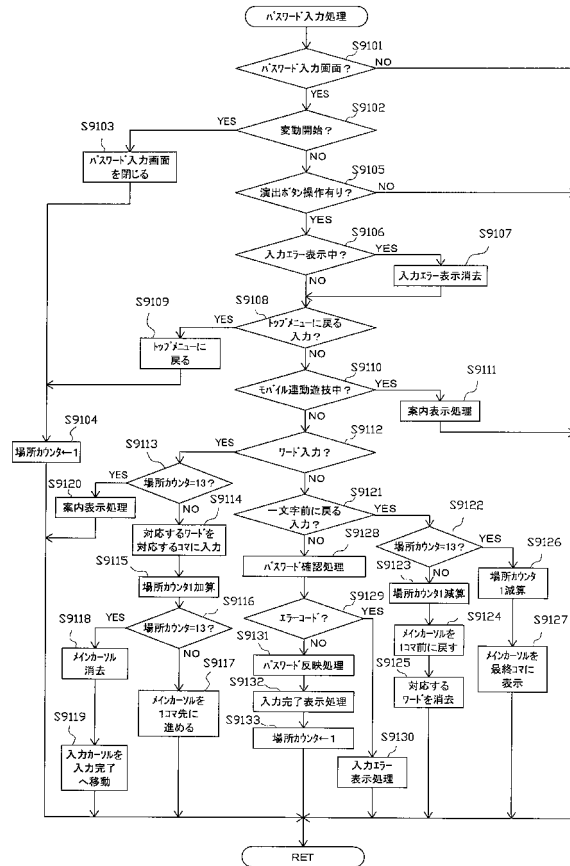 パスワード入力処理
S9101
パスワード入力画面？
NO
YES
S9102
変動開始？
YES
NO
S9103
パスワード入力画面
を閉じる
S9105
演出ボタン操作有り？
NO
YES
S9106
入力エラー表示中？
YES
NO
S9107
入力エラー表示消去
S9108
トップメニューに戻る
入力？
YES
NO
S9109
トップメニューに
戻る
S9110
モバイル連動遊技中？
YES
NO
S9111
案内表示処理
S9104
場所カウンタ←1
S9112
ワード入力？
YES
NO
S9113
場所カウンタ=13？
YES
NO
S9120
案内表示処理
S9114
対応するワードを
対応するコマに入力
S9115
場所カウンタ1加算
S9116
場所カウンタ=13？
YES
NO
S9118
メインカーソル
消去
S9117
メインカーソルを
1コマ先に
進める
S9119
入力カーソルを
入力完了
へ移動
S9121
一文字前に戻る
入力？
YES
NO
S9128
パスワード確認処理
S9129
エラーコード？
NO
YES
S9131
パスワード反映処理
S9132
入力完了表示処理
S9133
場所カウンタ←1
S9130
入力エラー
表示処理
S9122
場所カウンタ=13？
YES
NO
S9123
場所カウンタ1減算
S9124
メインカーソルを
1コマ前に戻す
S9125
対応する
ワードを消去
S9126
場所カウンタ
1減算
S9127
メインカーソルを
最終コマに
表示
RET